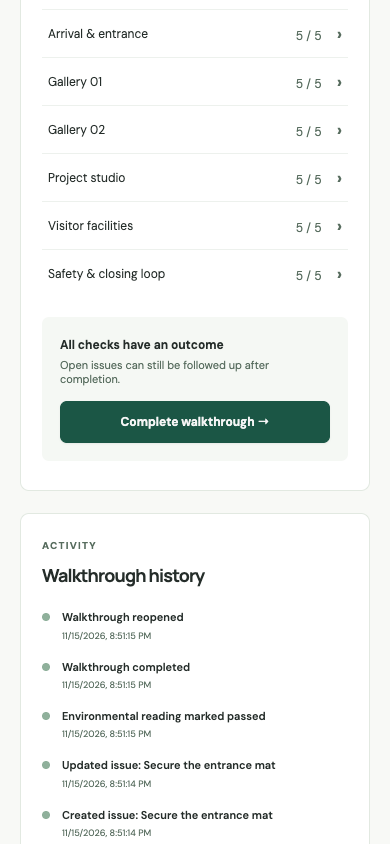 Arrival & entrance 5 / 5 ›
Gallery 01 5 / 5 ›
Gallery 02 5 / 5 ›
Project studio 5 / 5 ›
Visitor facilities 5 / 5 ›
Safety & closing loop 5 / 5 ›
All checks have an outcome
Open issues can still be followed up after
completion.
Complete walkthrough →
ACTIVITY
Walkthrough history
Walkthrough reopened
11/15/2026, 8:51:15 PM
Walkthrough completed
11/15/2026, 8:51:15 PM
Environmental reading marked passed
11/15/2026, 8:51:15 PM
Updated issue: Secure the entrance mat
11/15/2026, 8:51:14 PM
Created issue: Secure the entrance mat
11/15/2026, 8:51:14 PM